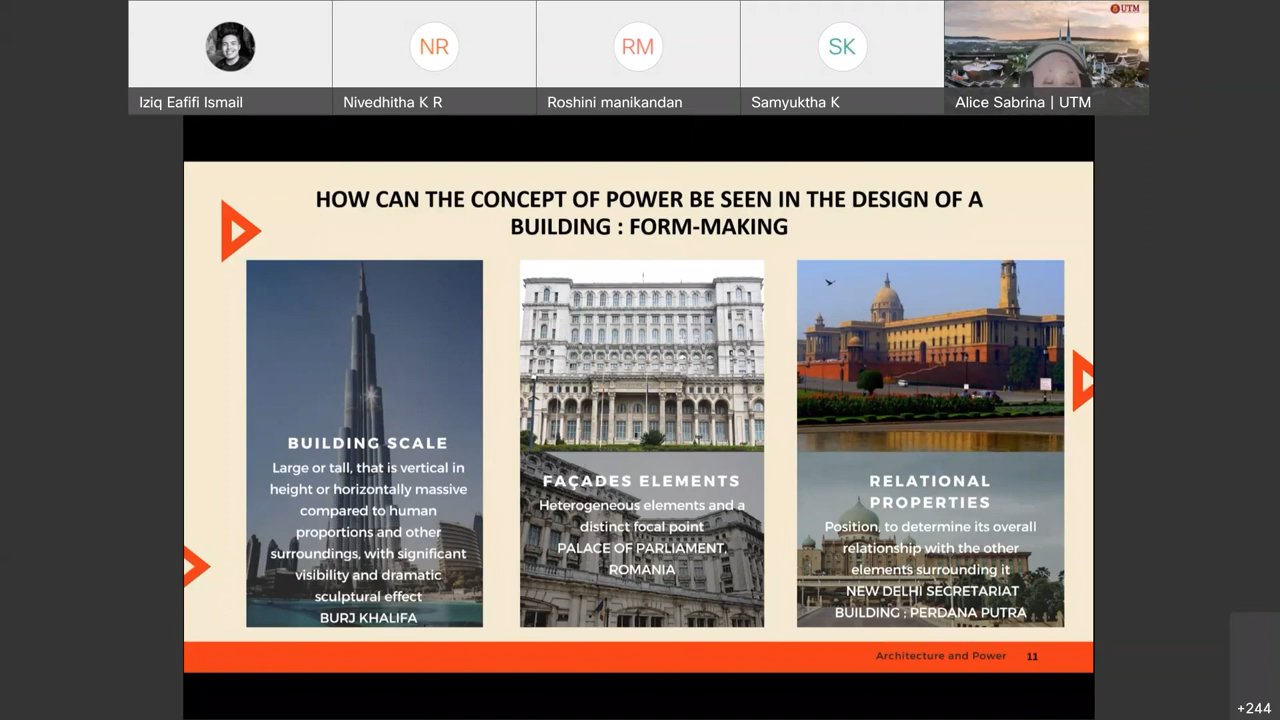 UTM
NR
RM
SK
Iziq Eafifi Ismail
Nivedhitha K R
Roshini manikandan
Samyuktha K
Alice Sabrina | UTM
HOW CAN THE CONCEPT OF POWER BE SEEN IN THE DESIGN OF A
BUILDING : FORM-MAKING
BUILDING SCALE
Large or tall, that is vertical in
height or horizontally massive
compared to human
proportions and other
surroundings, with significant
visibility and dramatic
sculptural effect
BURJ KHALIFA
FAÇADES ELEMENTS
Heterogeneous elements and a
distinct focal point
PALACE OF PARLIAMENT,
ROMANIA
RELATIONAL
PROPERTIES
Position, to determine its overall
relationship with the other
elements surrounding it
NEW DELHI SECRETARIAT
BUILDING ; PERDANA PUTRA
Architecture and Power 11
+244